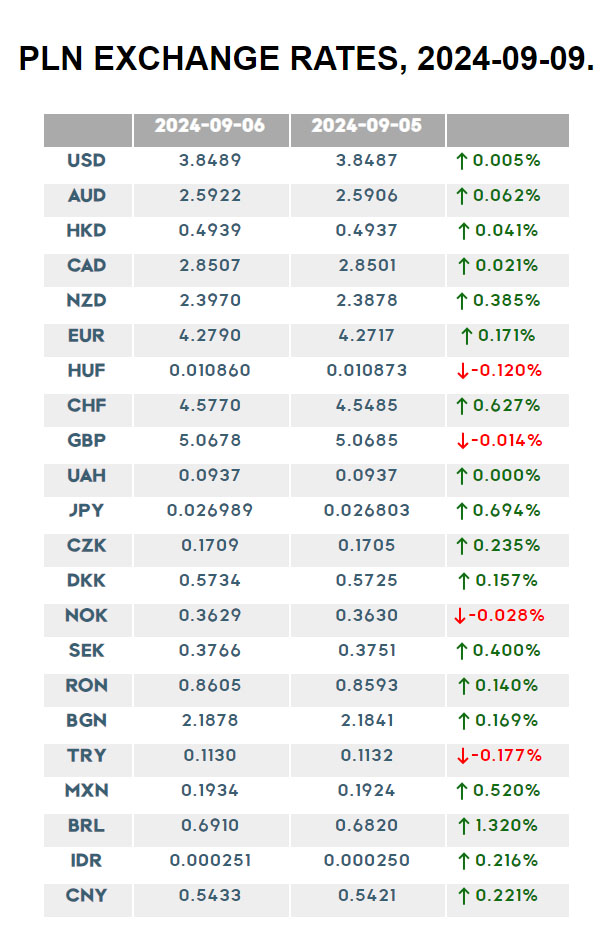 PLN EXCHANGE RATES, 2024-09-09.
2024-09-06 2024-09-05
USD 3.8489 3.8487 ↑ 0.005%
AUD 2.5922 2.5906 ↑ 0.062%
HKD 0.4939 0.4937 ↑ 0.041%
CAD 2.8507 2.8501 ↑ 0.021%
NZD 2.3970 2.3878 ↑ 0.385%
EUR 4.2790 4.2717 ↑ 0.171%
HUF 0.010860 0.010873 ↓ -0.120%
CHF 4.5770 4.5485 ↑ 0.627%
GBP 5.0678 5.0685 ↓ -0.014%
UAH 0.0937 0.0937 ↑ 0.000%
JPY 0.026989 0.026803 ↑ 0.694%
CZK 0.1709 0.1705 ↑ 0.235%
DKK 0.5734 0.5725 ↑ 0.157%
NOK 0.3629 0.3630 ↓ -0.028%
SEK 0.3766 0.3751 ↑ 0.400%
RON 0.8605 0.8593 ↑ 0.140%
BGN 2.1878 2.1841 ↑ 0.169%
TRY 0.1130 0.1132 ↓ -0.177%
MXN 0.1934 0.1924 ↑ 0.520%
BRL 0.6910 0.6820 ↑ 1.320%
IDR 0.000251 0.000250 ↑ 0.216%
CNY 0.5433 0.5421 ↑ 0.221%